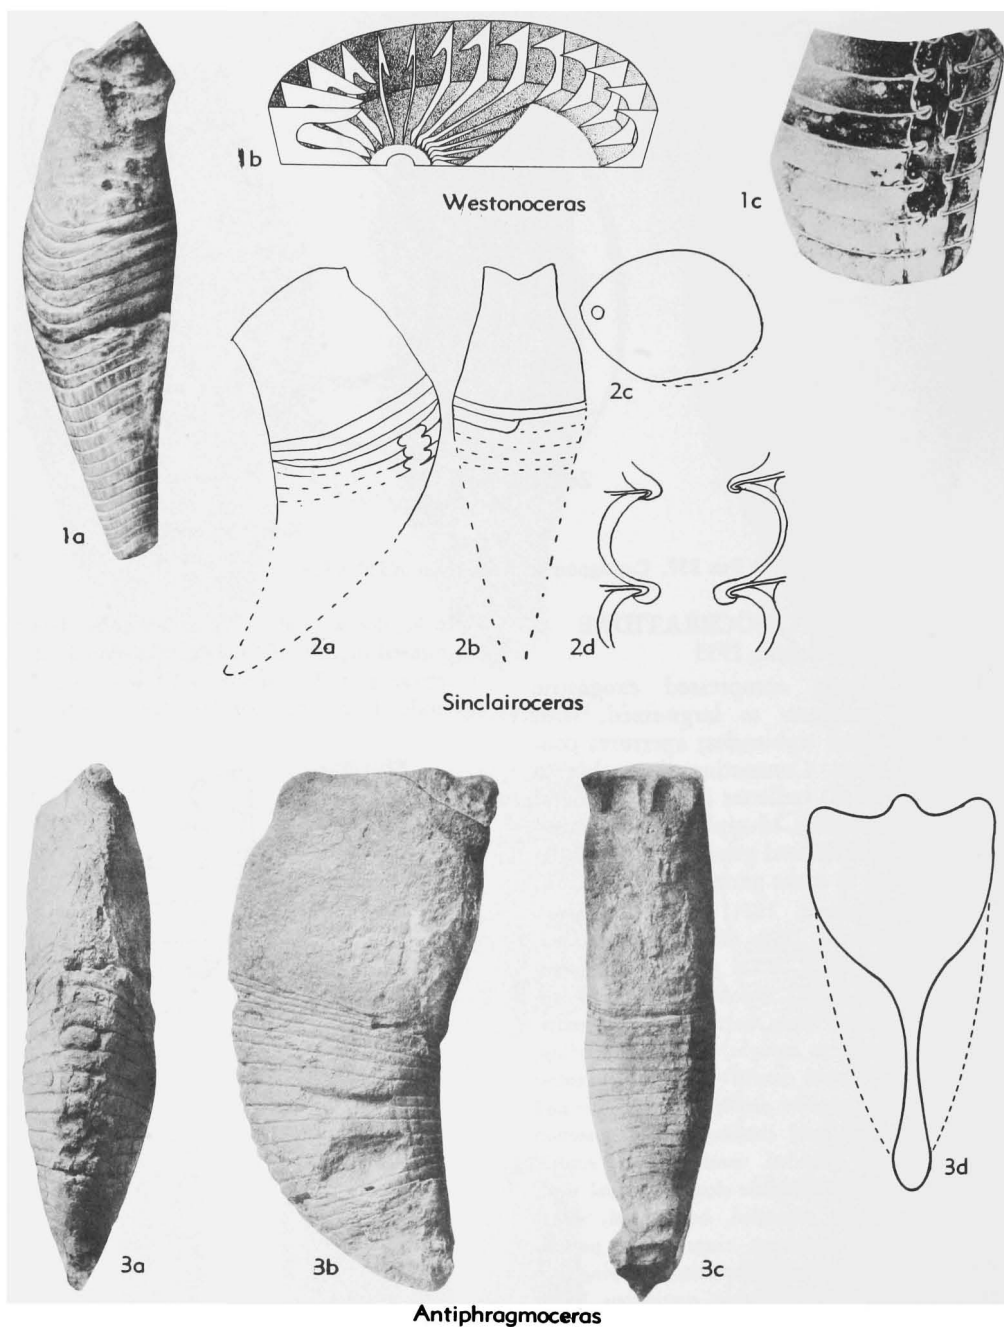 1b
1c
Westonoceras
2c
1a
2a
2b
2d
Sinclairoceras
3d
3a
3b
3c
Antiphragmoceras